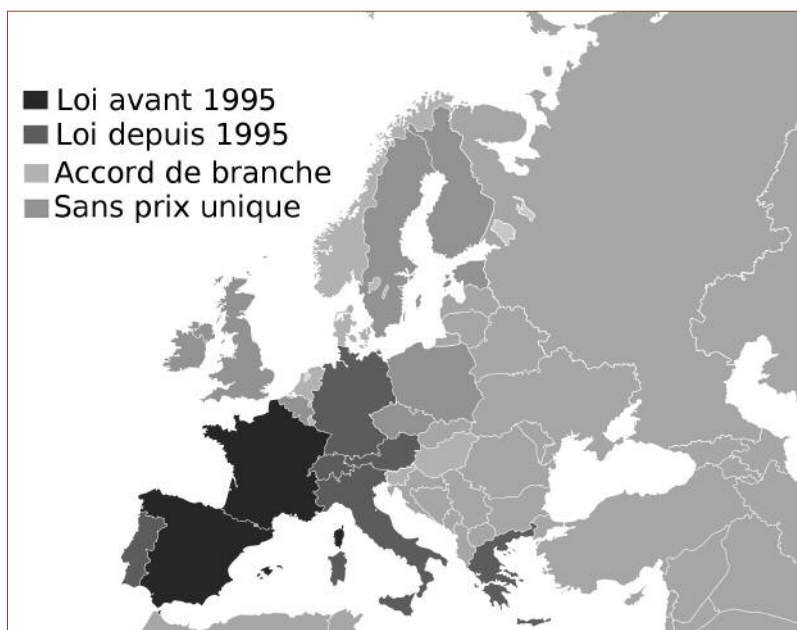 Loi avant 1995
Loi depuis 1995
Accord de branche
Sans prix unique